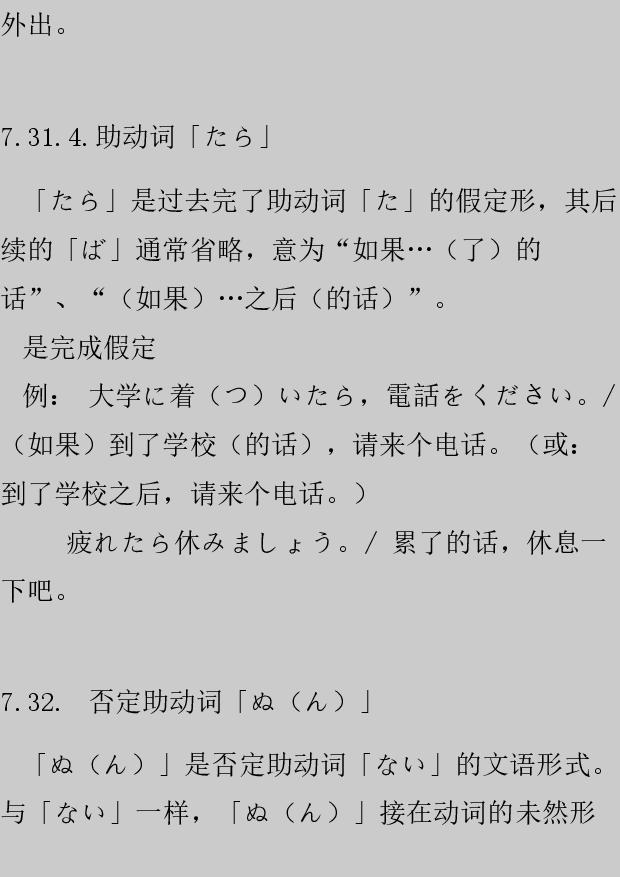 外出。
7.31.4.助动词「たら」
「たら」是过去完了助动词「た」的假定形，其后
续的「ば」通常省略，意为“如果…（了）的
话”、“（如果）…之后（的话）”。
是完成假定
例： 大学に着（つ）いたら，電話をください。/
（如果）到了学校（的话），请来个电话。（或：
到了学校之后，请来个电话。）
疲れたら休みましょう。/ 累了的话，休息一
下吧。
7.32. 否定助动词「ぬ（ん）」
「ぬ（ん）」是否定助动词「ない」的文语形式。
与「ない」一样，「ぬ（ん）」接在动词的未然形